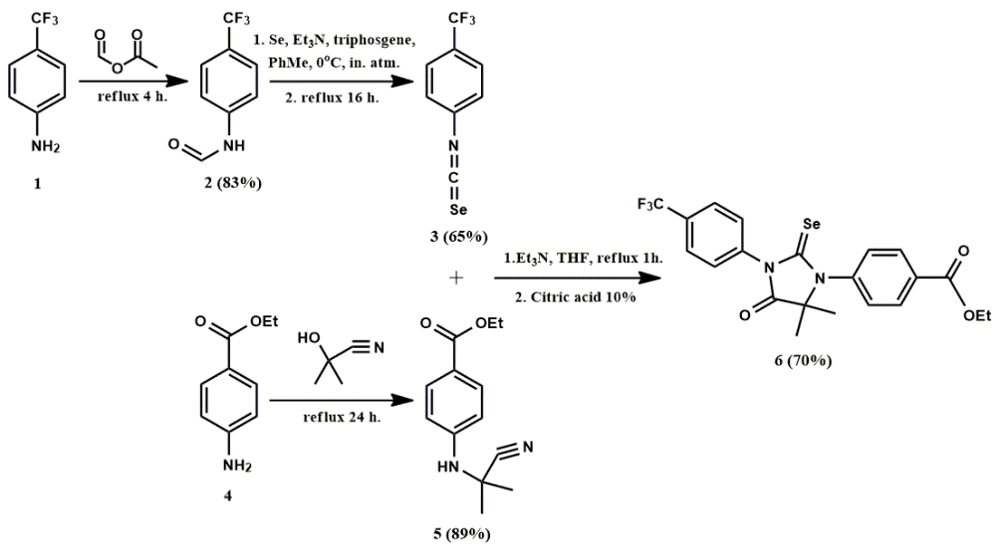 CF₃
NH₂
1
O
O
O
reflux 4 h.
CF₃
O
NH
2 (83%)
1. Se, Et₃N, triphosgene,
PhMe, 0°C, in. atm.
2. reflux 16 h.
CF₃
N
C
Se
3 (65%)
+
O
OEt
NH₂
4
HO
N
reflux 24 h.
O
OEt
HN
N
5 (89%)
1.Et₃N, THF, reflux 1h.
2. Citric acid 10%
F₃C
Se
N
N
O
O
OEt
6 (70%)